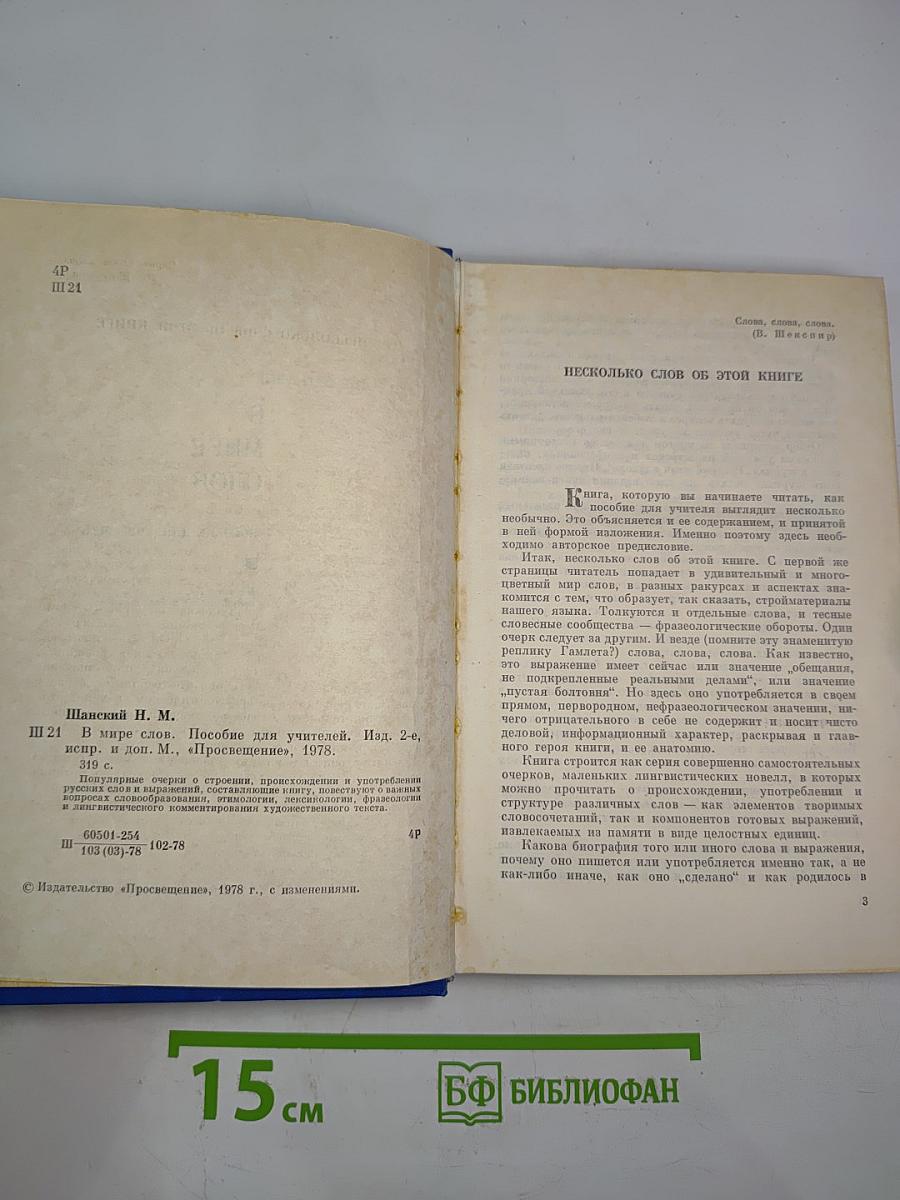 4Р
Ш21
Шанский Н. М.
Ш21 В мире слов. Пособие для учителей. Изд. 2-е,
испр. и доп. М., «Просвещение», 1978.
319 с.
Популярные очерки о строении, происхождении и употреблении
русских слов и выражений, составляющие книгу, повествуют о важных
вопросах словообразования, этимологии, лексикологии, фразеологии
и лингвистического комментирования художественного текста.
Ш 60501-254 4Р
103(03)-78 102-78
© Издательство «Просвещение», 1978 г., с изменениями.
Слова, слова, слова.
(В. Шекспир)
НЕСКОЛЬКО СЛОВ ОБ ЭТОЙ КНИГЕ
Книга, которую вы начинаете читать, как
пособие для учителя выглядит несколько
необычно. Это объясняется и ее содержанием, и принятой
в ней формой изложения. Именно поэтому здесь необ-
ходимо авторское предисловие.
Итак, несколько слов об этой книге. С первой же
страницы читатель попадает в удивительный и много-
цветный мир слов, в разных ракурсах и аспектах зна-
комится с тем, что образует, так сказать, стройматериалы
нашего языка. Толкуются и отдельные слова, и тесные
словесные сообщества — фразеологические обороты. Один
очерк следует за другим. И везде (помните эту знаменитую
реплику Гамлета?) слова, слова, слова. Как известно,
это выражение имеет сейчас или значение „обещания,
не подкрепленные реальными делами“, или значение
„пустая болтовня“. Но здесь оно употребляется в своем
прямом, первородном, нефразеологическом значении, ни-
чего отрицательного в себе не содержит и носит чисто
деловой, информационный характер, раскрывая и глав-
ного героя книги, и ее анатомию.
Книга строится как серия совершенно самостоятельных
очерков, маленьких лингвистических новелл, в которых
можно прочитать о происхождении, употреблении и
структуре различных слов — как элементов творимых
словосочетаний, так и компонентов готовых выражений,
извлекаемых из памяти в виде целостных единиц.
Какова биография того или иного слова и выражения,
почему оно пишется или употребляется именно так, а не
как-либо иначе, как оно „сделано“ и как родилось в
3
15 см
БФ БИБЛИОФАН